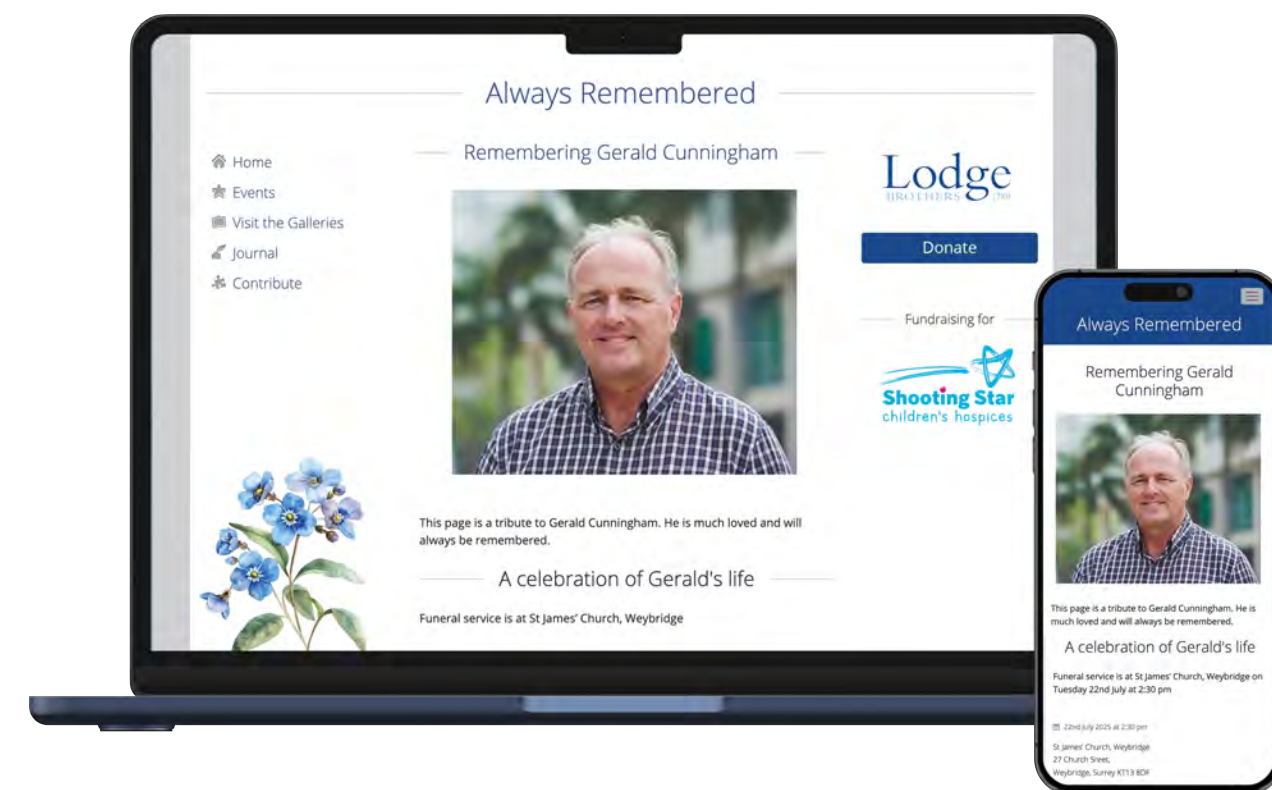 Always Remembered
Home
Events
Visit the Galleries
Journal
Contribute
Remembering Gerald Cunningham
This page is a tribute to Gerald Cunningham. He is much loved and will
always be remembered.
A celebration of Gerald's life
Funeral service is at St James' Church, Weybridge
Lodge
BROTHERS 1780
Donate
Fundraising for
Shooting Star
children's hospices
Always Remembered
Remembering Gerald
Cunningham
This page is a tribute to Gerald Cunningham. He is
much loved and will always be remembered.
A celebration of Gerald's life
Funeral service is at St James' Church, Weybridge on
Tuesday 22nd July at 2:30 pm
22nd July 2025 at 2:30 pm
St James' Church, Weybridge
27 Church Sreet,
Weybridge, Surrey KT13 8DF